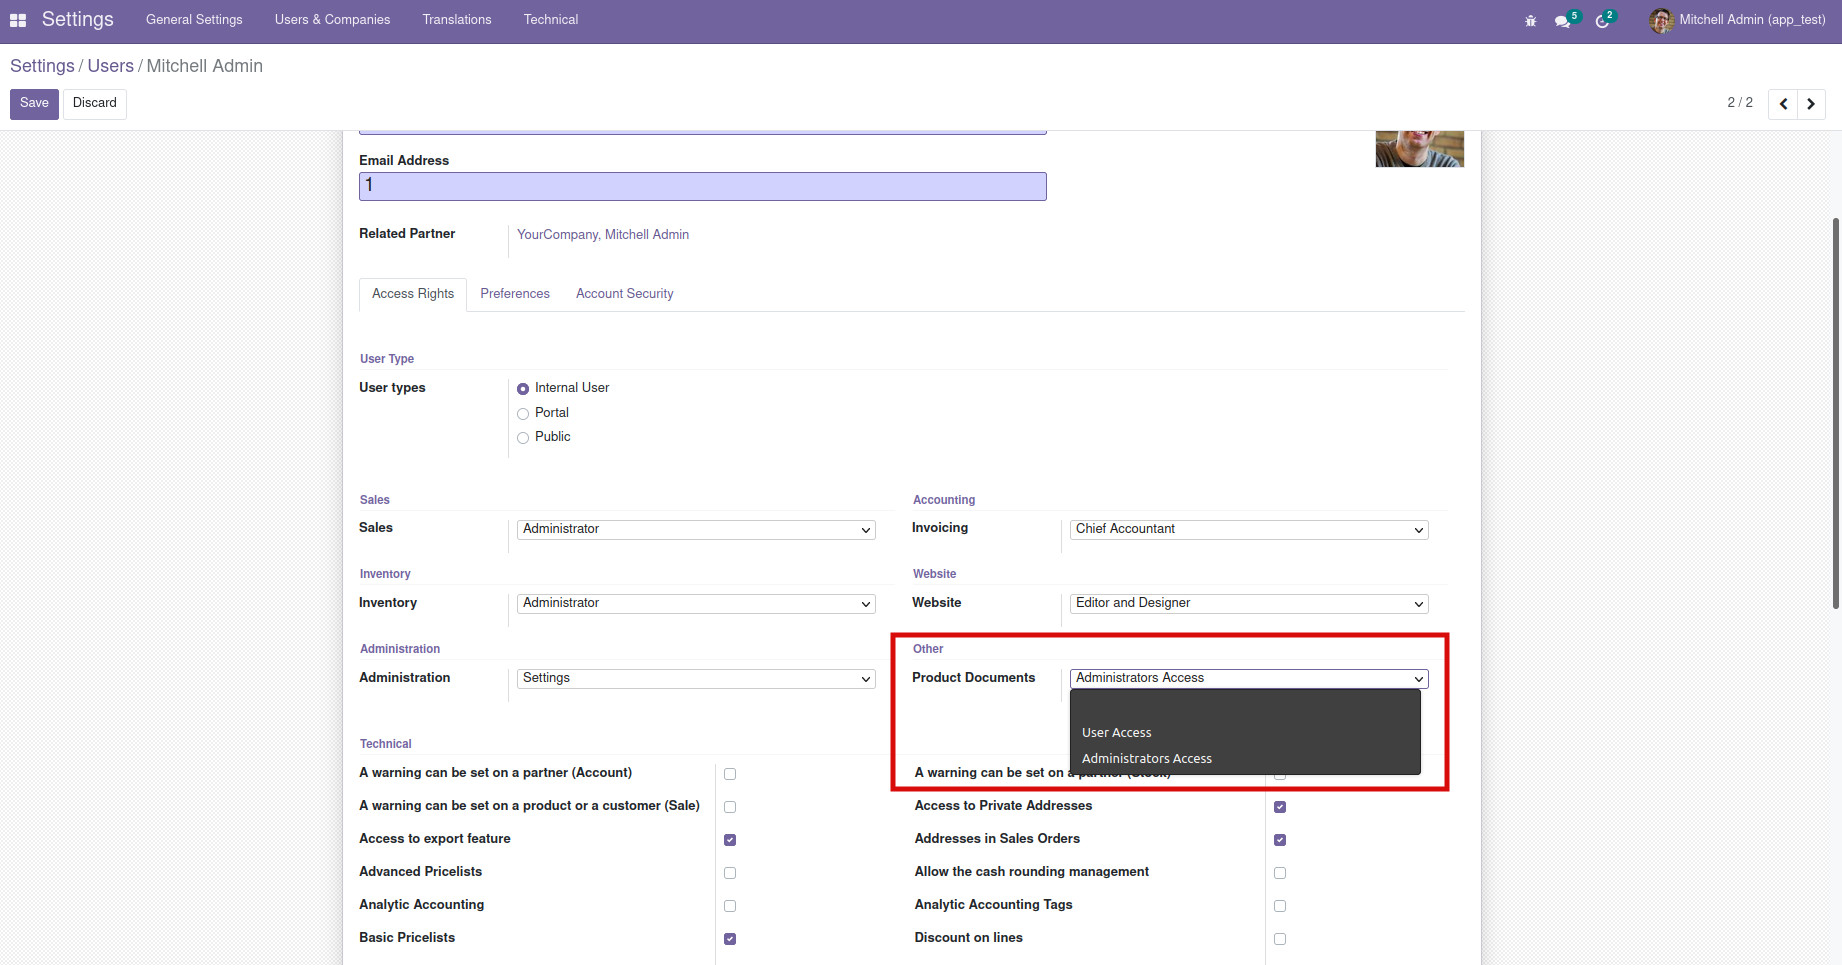 Settings General Settings Users & Companies Translations Technical 5 2 Mitchell Admin (app_test)
Settings / Users / Mitchell Admin
Save Discard 2 / 2
Email Address
1
Related Partner YourCompany, Mitchell Admin
Access Rights Preferences Account Security
User Type
User types Internal User
Portal
Public
Sales Accounting
Sales Administrator Invoicing Chief Accountant
Inventory Website
Inventory Administrator Website Editor and Designer
Administration Other
Administration Settings Product Documents Administrators Access
User Access
Administrators Access
Technical
A warning can be set on a partner (Account) A warning can be set on a partner (Stock)
A warning can be set on a product or a customer (Sale) Access to Private Addresses
Access to export feature Addresses in Sales Orders
Advanced Pricelists Allow the cash rounding management
Analytic Accounting Analytic Accounting Tags
Basic Pricelists Discount on lines